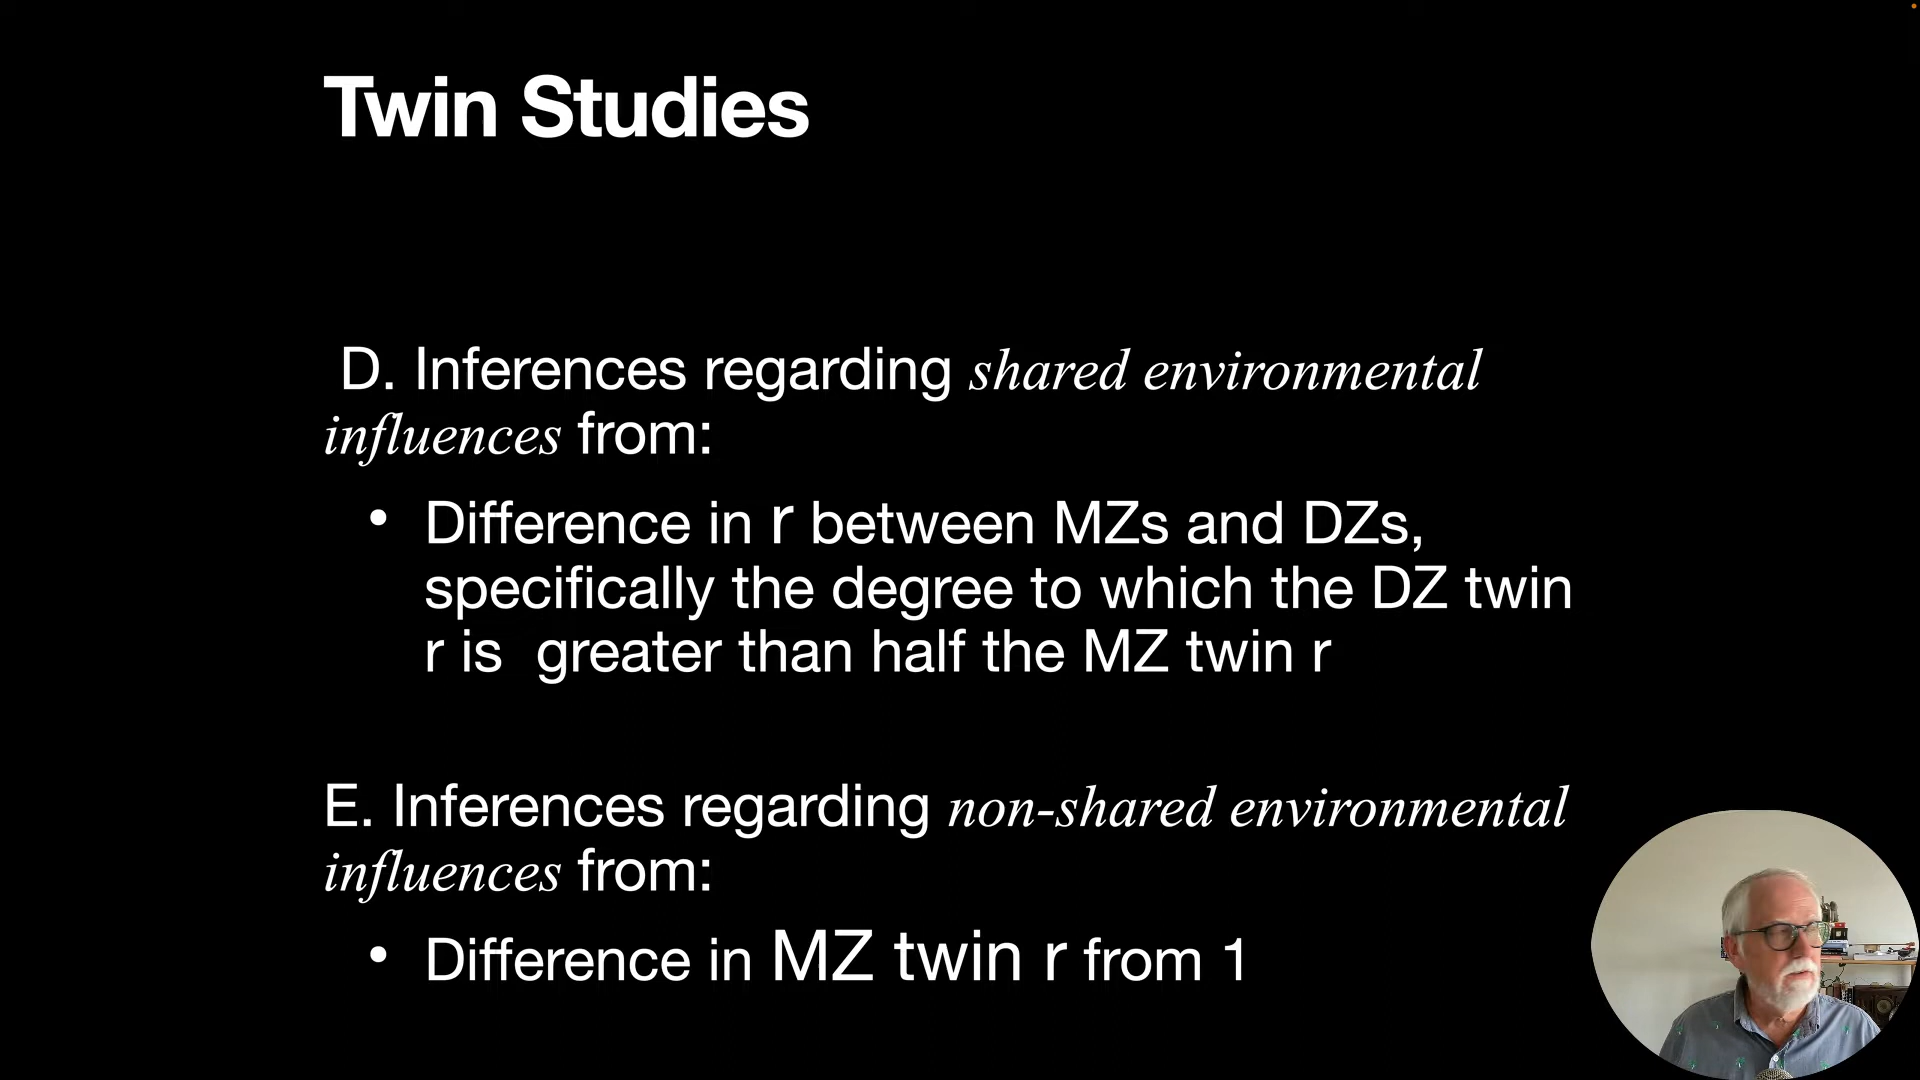 Twin Studies
D. Inferences regarding shared environmental
influences from:
• Difference in r between MZs and DZs,
specifically the degree to which the DZ twin
r is  greater than half the MZ twin r
E. Inferences regarding non-shared environmental
influences from:
• Difference in MZ twin r from 1